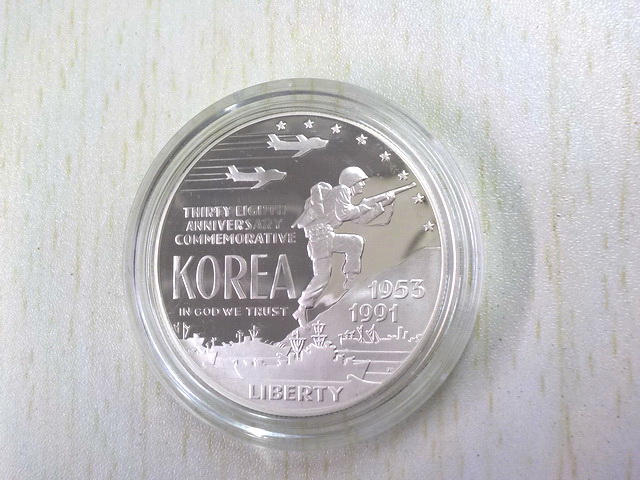 THIRTY EIGHTH
ANNIVERSARY
COMMEMORATIVE
KOREA
IN GOD WE TRUST
1953
1991
LIBERTY